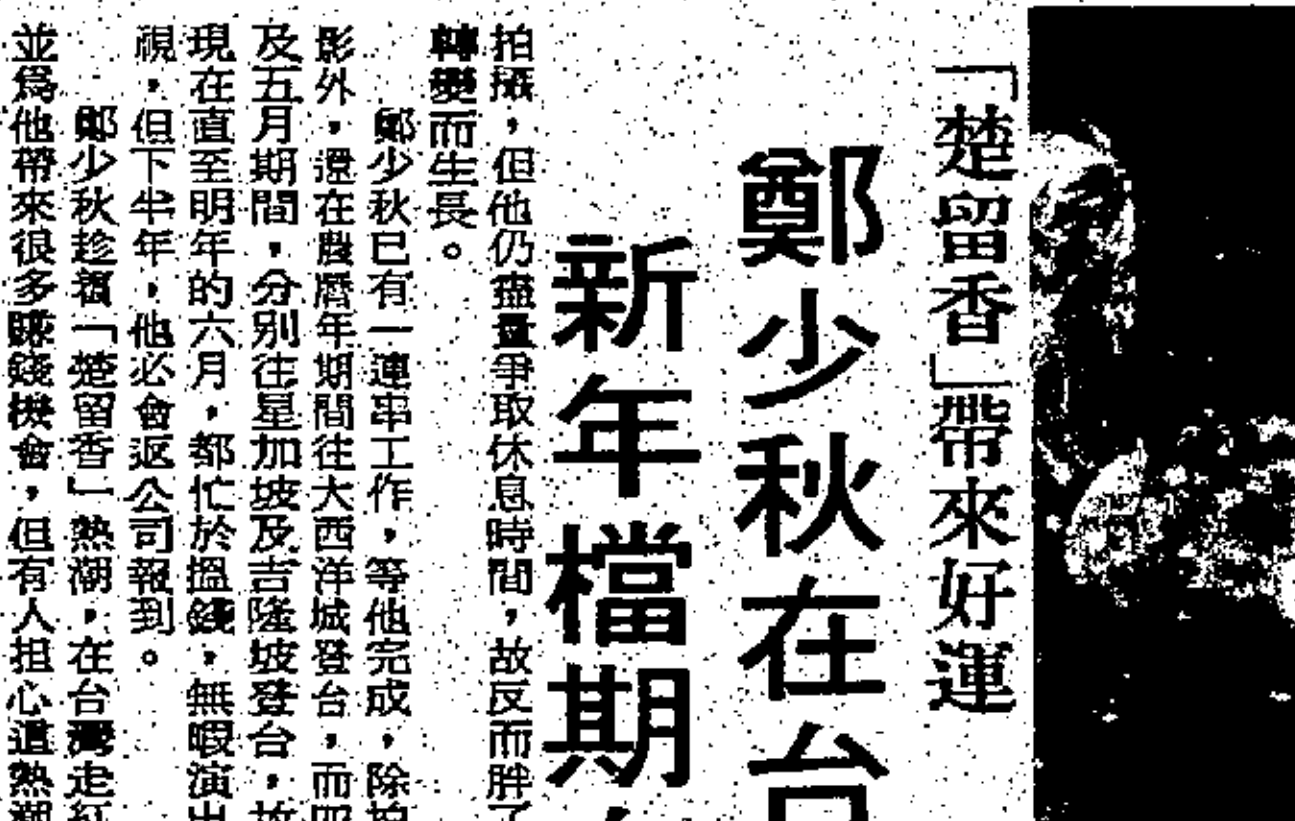 「楚留香」帶來好運
鄭少秋在台
新年檔期
拍攝，但他仍盡量爭取休息時間，故反而胖了
轉變而生長。
鄭少秋已有一連串工作，等他完成，除拍
影外，還在農曆年期間往大西洋城登台，而四
及五月期間，分別往星加坡及吉隆坡登台，故
現在直至明年的六月，都忙於搵錢，無暇演出
視，但下半年，他必會返公司報到。
鄭少秋趁着「楚留香」熱潮，在台灣走紅
並爲他帶來很多賺錢機會，但有人担心這熱潮